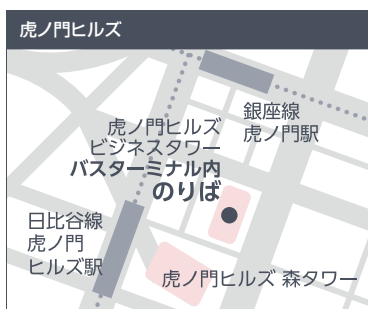 虎ノ門ヒルズ
銀座線
虎ノ門駅
虎ノ門ヒルズ
ビジネスタワー
バスターミナル内
のりば
日比谷線
虎ノ門
ヒルズ駅
虎ノ門ヒルズ 森タワー